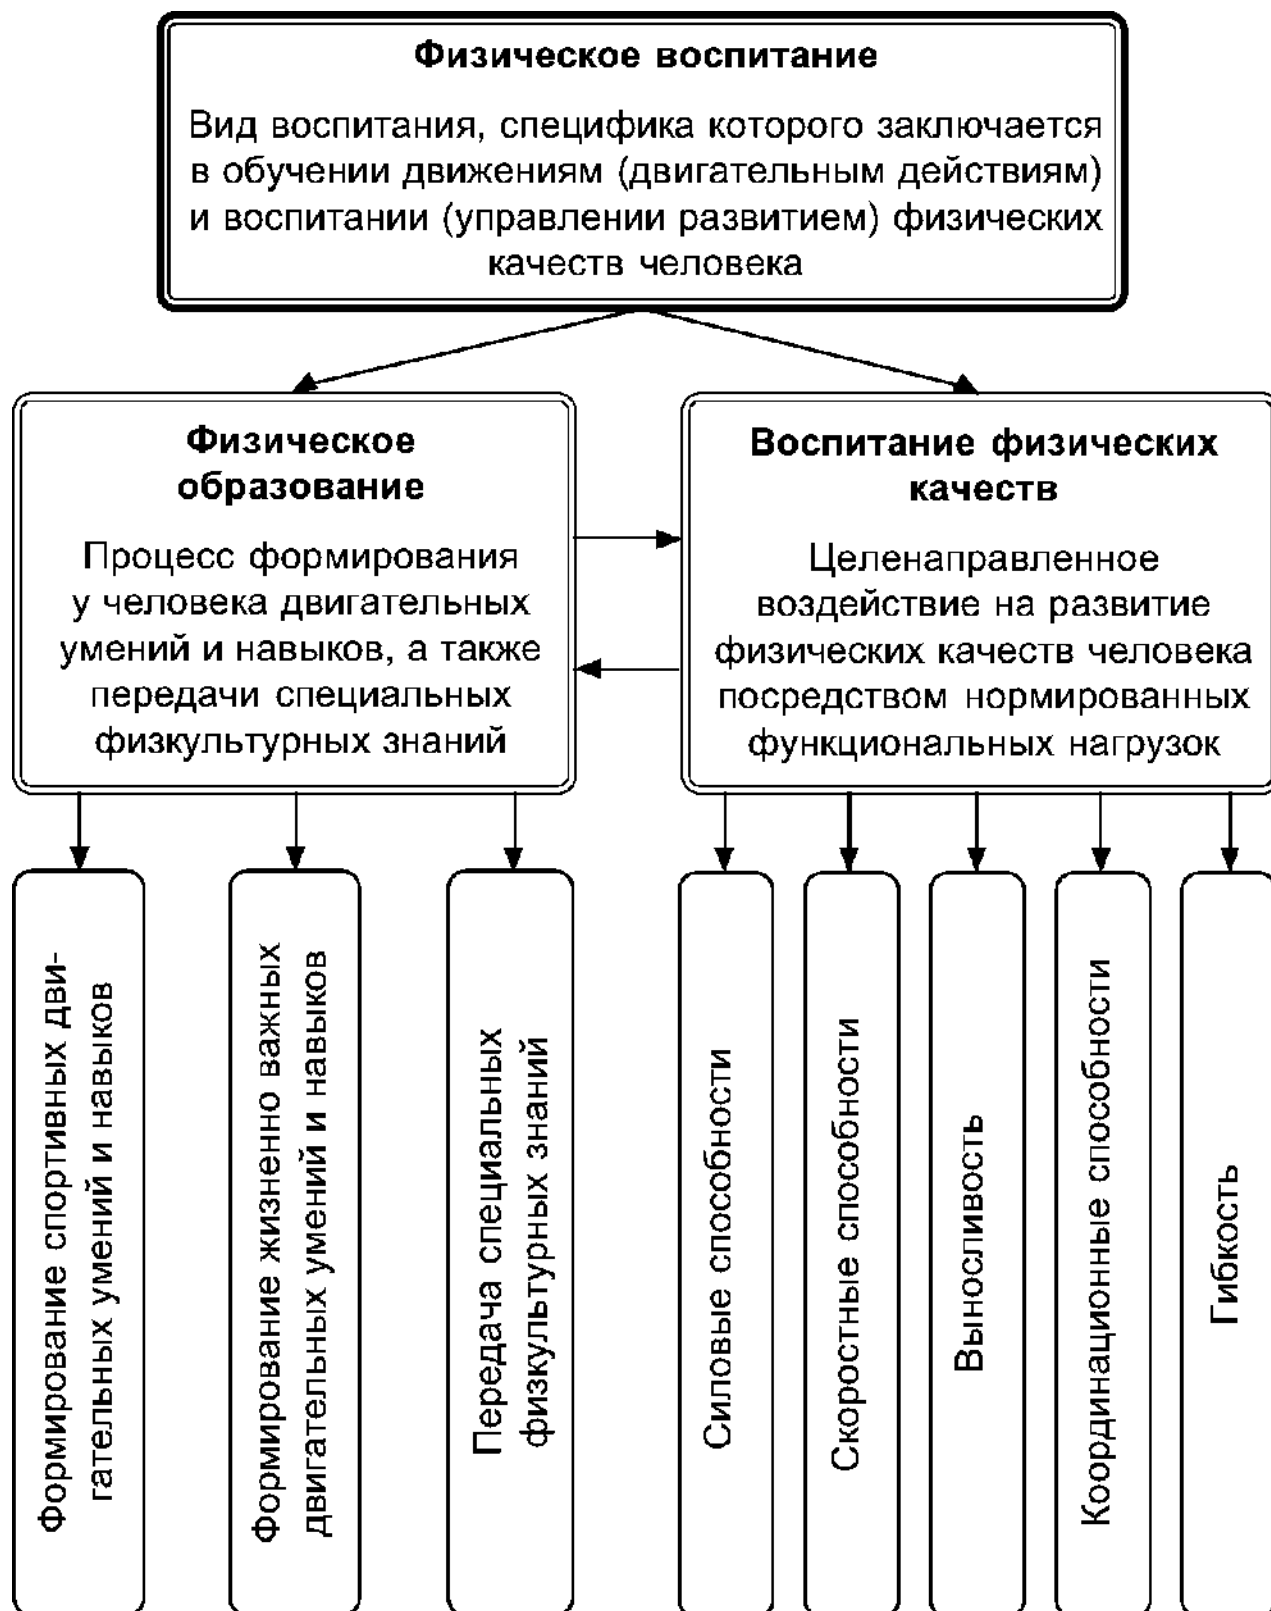 Физическое воспитание
Вид воспитания, специфика которого заключается
в обучении движениям (двигательным действиям)
и воспитании (управлении развитием) физических
качеств человека
Физическое
образование
Процесс формирования
у человека двигательных
умений и навыков, а также
передачи специальных
физкультурных знаний
Воспитание физических
качеств
Целенаправленное
воздействие на развитие
физических качеств человека
посредством нормированных
функциональных нагрузок
Формирование спортивных дви-
гательных умений и навыков
Формирование жизненно важных
двигательных умений и навыков
Передача специальных
физкультурных знаний
Силовые способности
Скоростные способности
Выносливость
Координационные способности
Гибкость